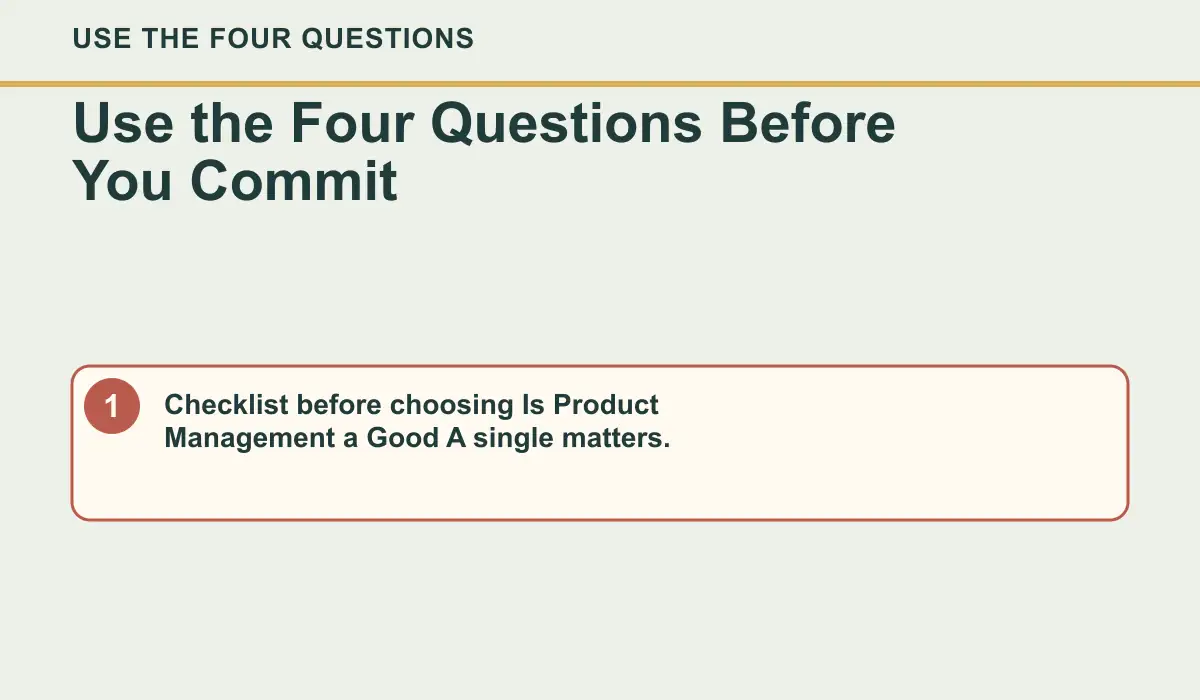 USE THE FOUR QUESTIONS
Use the Four Questions Before
You Commit
1
Checklist before choosing Is Product
Management a Good A single matters.